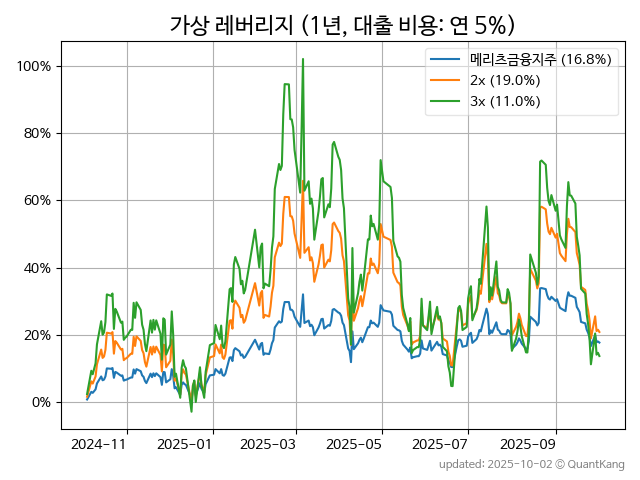 가상 레버리지 (1년, 대출 비용: 연 5%)
메리츠금융지주 (16.8%)
2x (19.0%)
3x (11.0%)
100%
80%
60%
40%
20%
0%
2024-11 2025-01 2025-03 2025-05 2025-07 2025-09
updated: 2025-10-02 © QuantKang